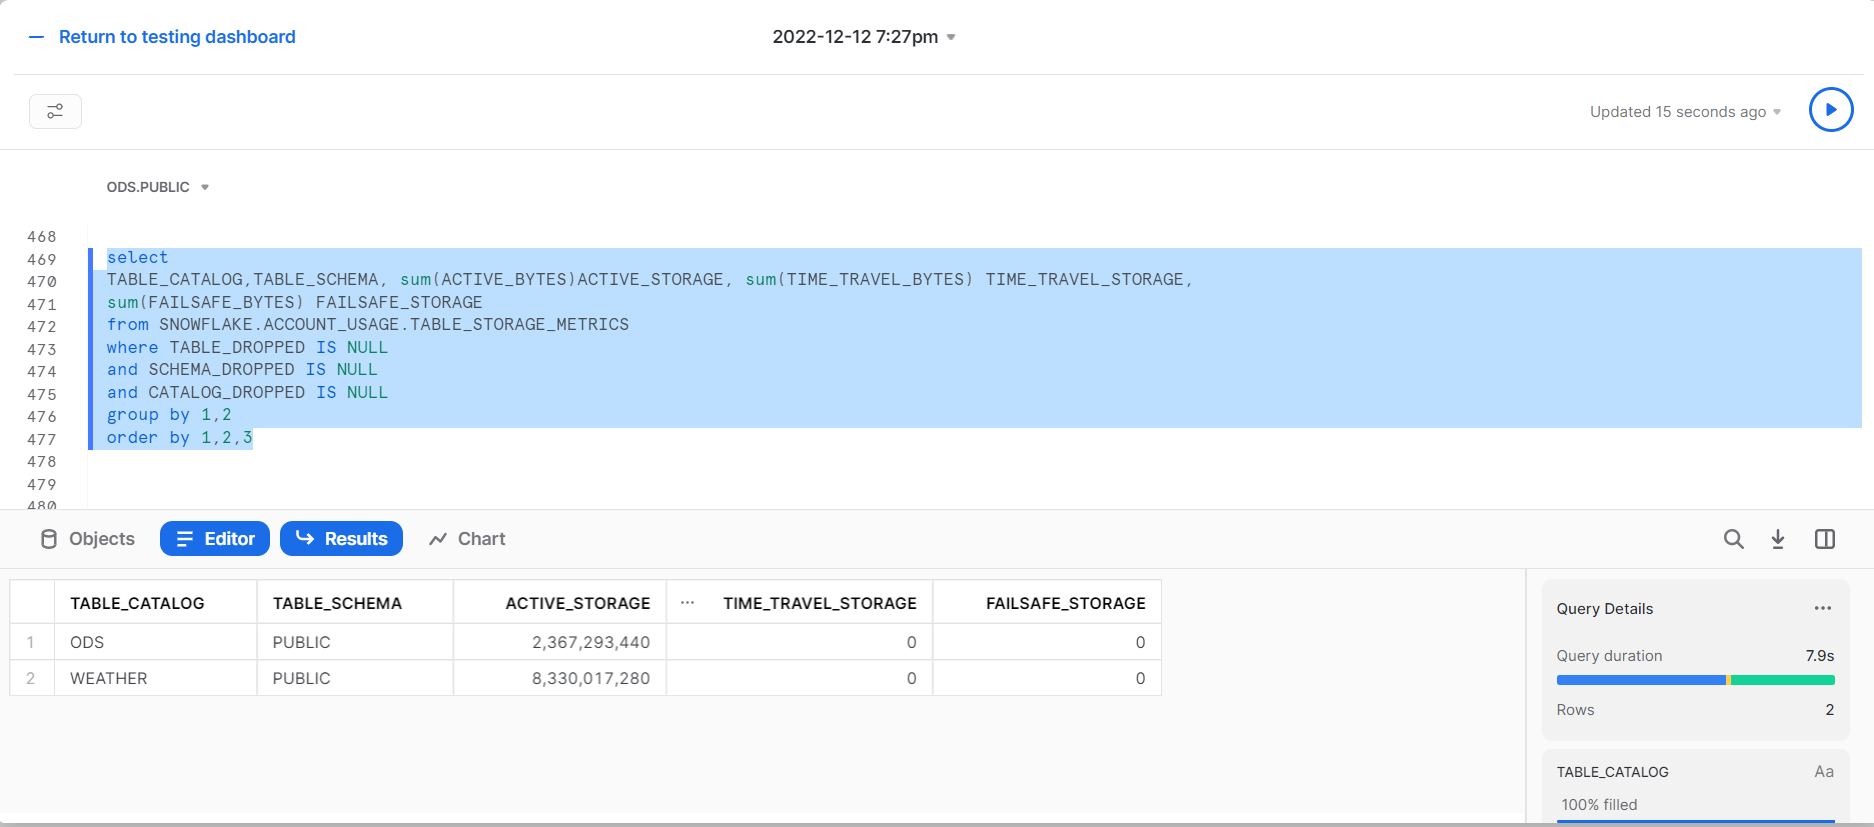 Return to testing dashboard
2022-12-12 7:27pm
Updated 15 seconds ago
ODS.PUBLIC
468
469 select
470 TABLE_CATALOG,TABLE_SCHEMA, sum(ACTIVE_BYTES)ACTIVE_STORAGE, sum(TIME_TRAVEL_BYTES) TIME_TRAVEL_STORAGE,
471 sum(FAILSAFE_BYTES) FAILSAFE_STORAGE
472 from SNOWFLAKE.ACCOUNT_USAGE.TABLE_STORAGE_METRICS
473 where TABLE_DROPPED IS NULL
474 and SCHEMA_DROPPED IS NULL
475 and CATALOG_DROPPED IS NULL
476 group by 1,2
477 order by 1,2,3
478
479
480
Objects Editor Results Chart
TABLE_CATALOG TABLE_SCHEMA ACTIVE_STORAGE ... TIME_TRAVEL_STORAGE FAILSAFE_STORAGE
1 ODS PUBLIC 2,367,293,440 0 0
2 WEATHER PUBLIC 8,330,017,280 0 0
Query Details ...
Query duration 7.9s
Rows 2
TABLE_CATALOG Aa
100% filled